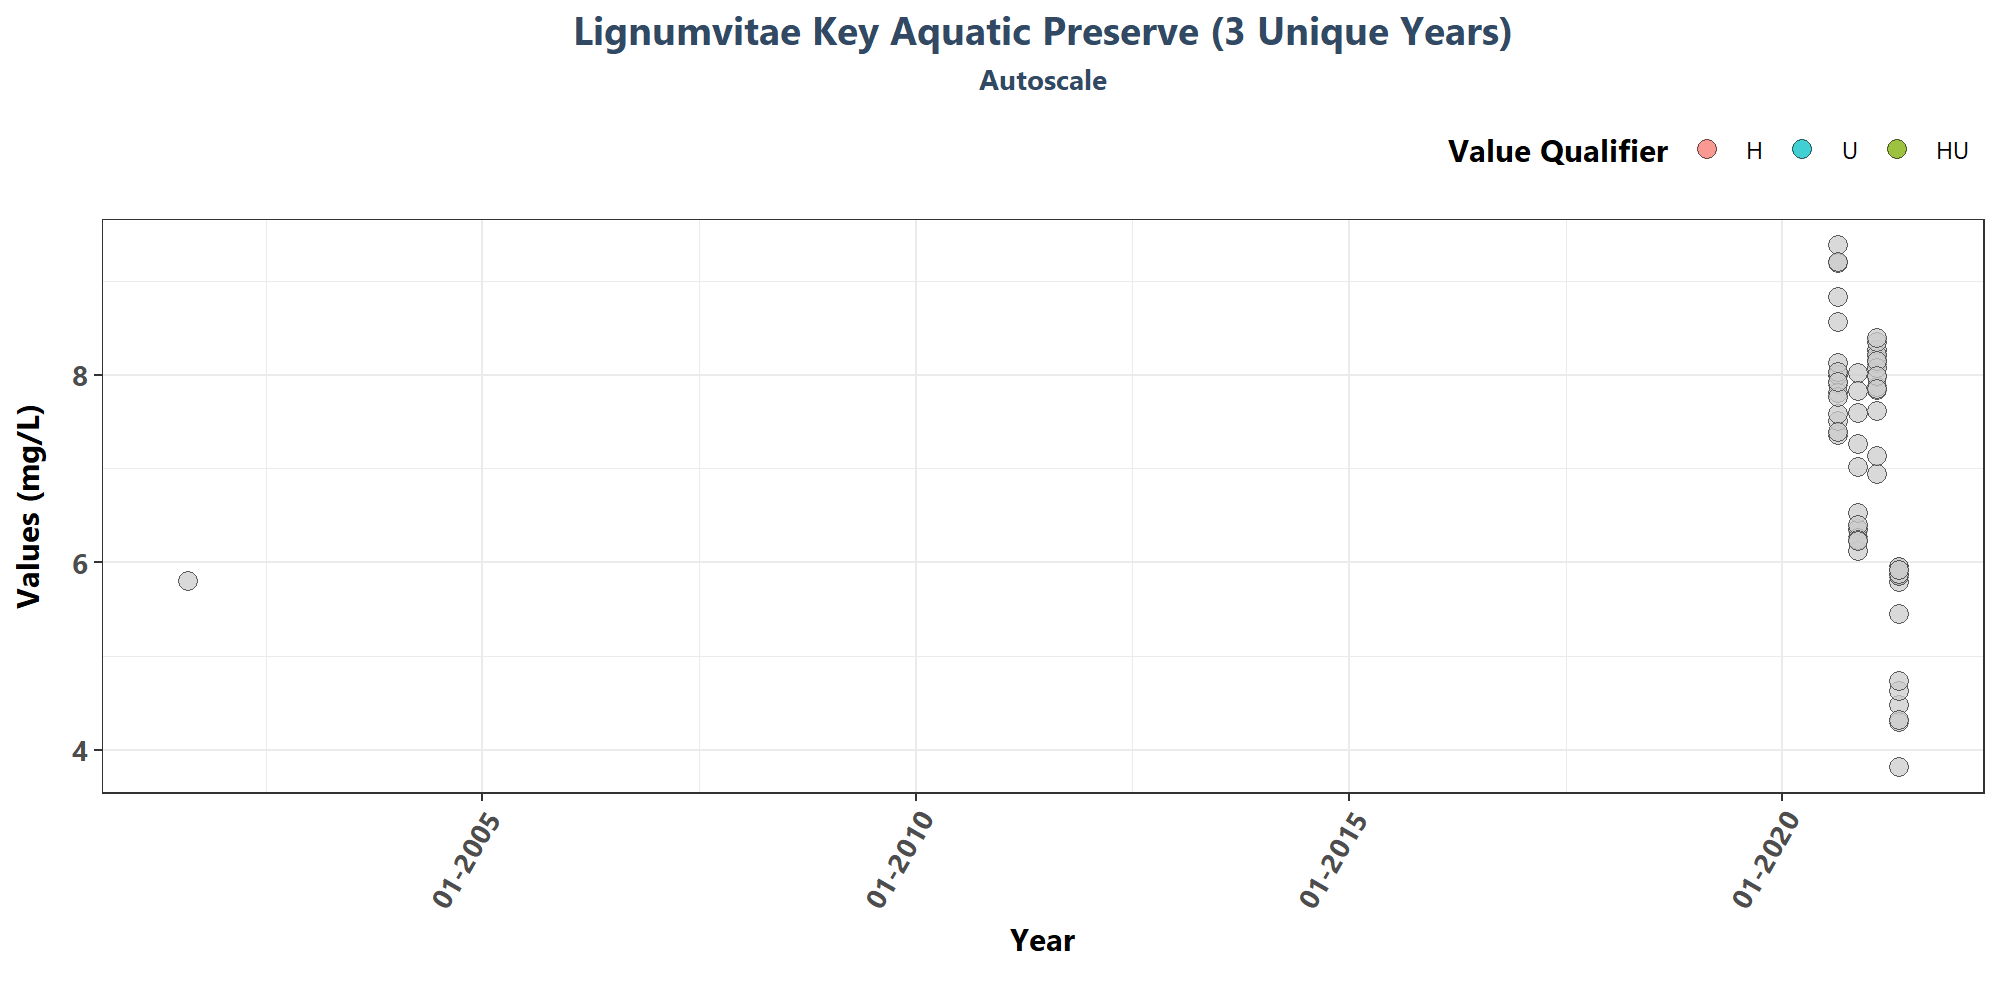 Lignumvitae Key Aquatic Preserve (3 Unique Years)
Autoscale
Value Qualifier H U HU
Values (mg/L)
8
6
4
01-2005 01-2010 01-2015 01-2020
Year